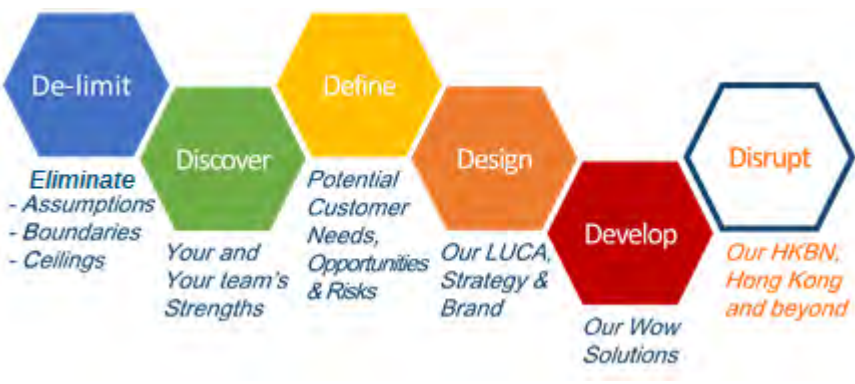 De-limit
Eliminate
- Assumptions
- Boundaries
- Ceilings
Discover
Your and
Your team's
Strengths
Define
Potential
Customer
Needs,
Opportunities
& Risks
Design
Our LUCA,
Strategy &
Brand
Develop
Our Wow
Solutions
Disrupt
Our HKBN,
Hong Kong
and beyond